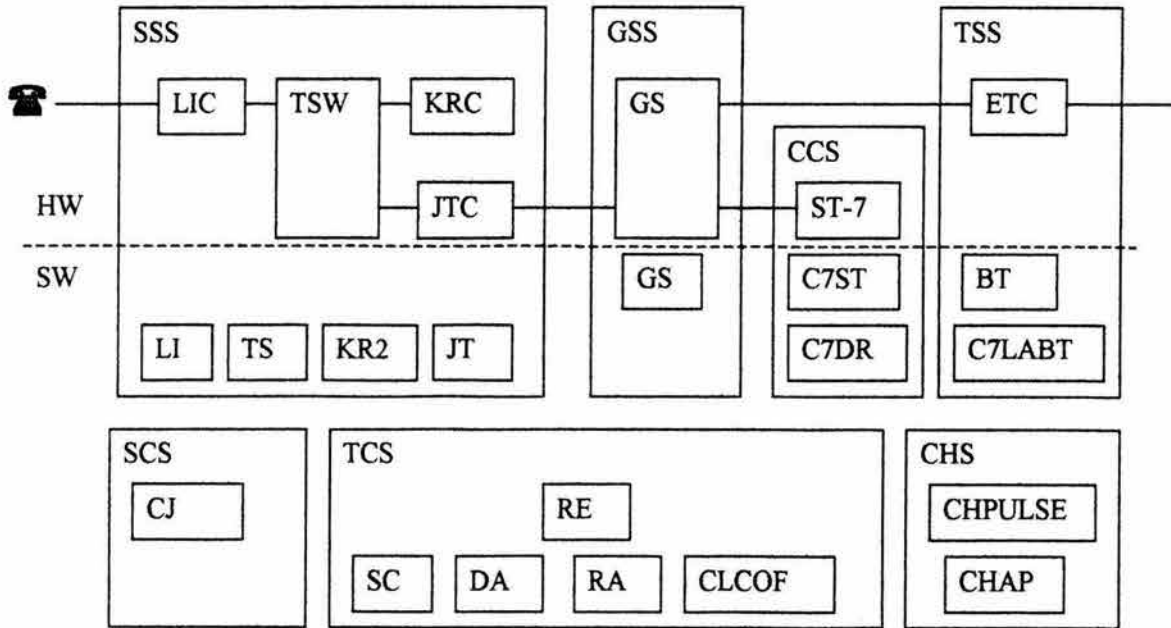 SSS
GSS
TSS
LIC
TSW
KRC
GS
ETC
CCS
HW
JTC
ST-7
SW
GS
C7ST
BT
LI
TS
KR2
JT
C7DR
C7LABT
SCS
TCS
CHS
CJ
RE
CHPULSE
SC
DA
RA
CLCOF
CHAP